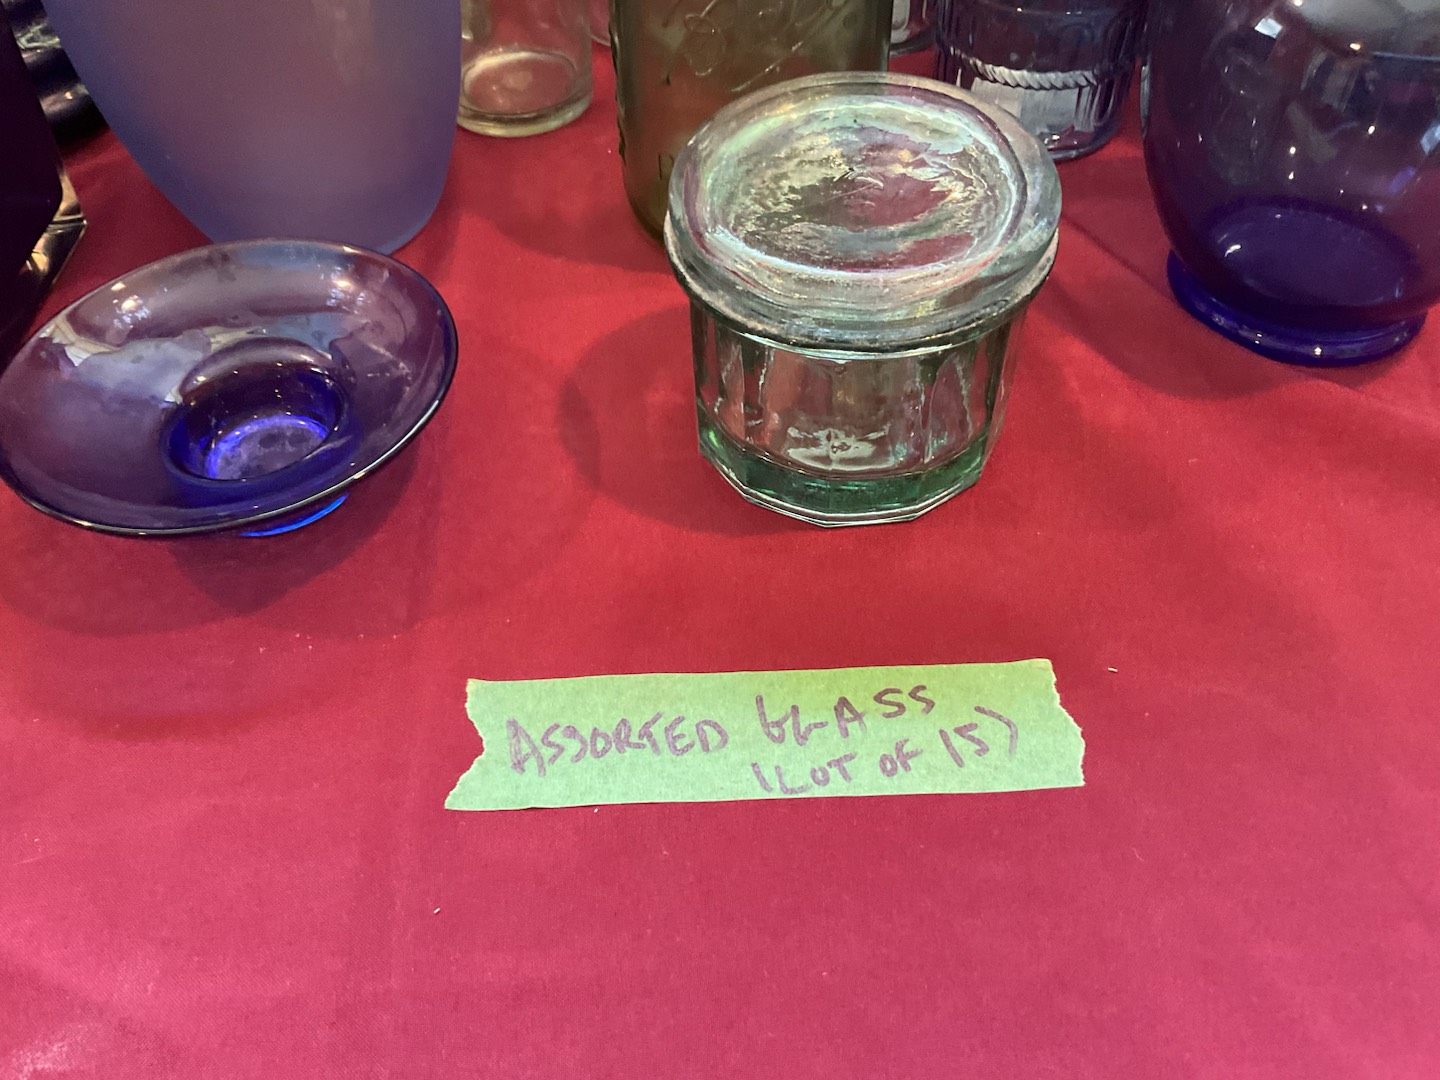 ASSORTED GLASS
(LOT OF 15)